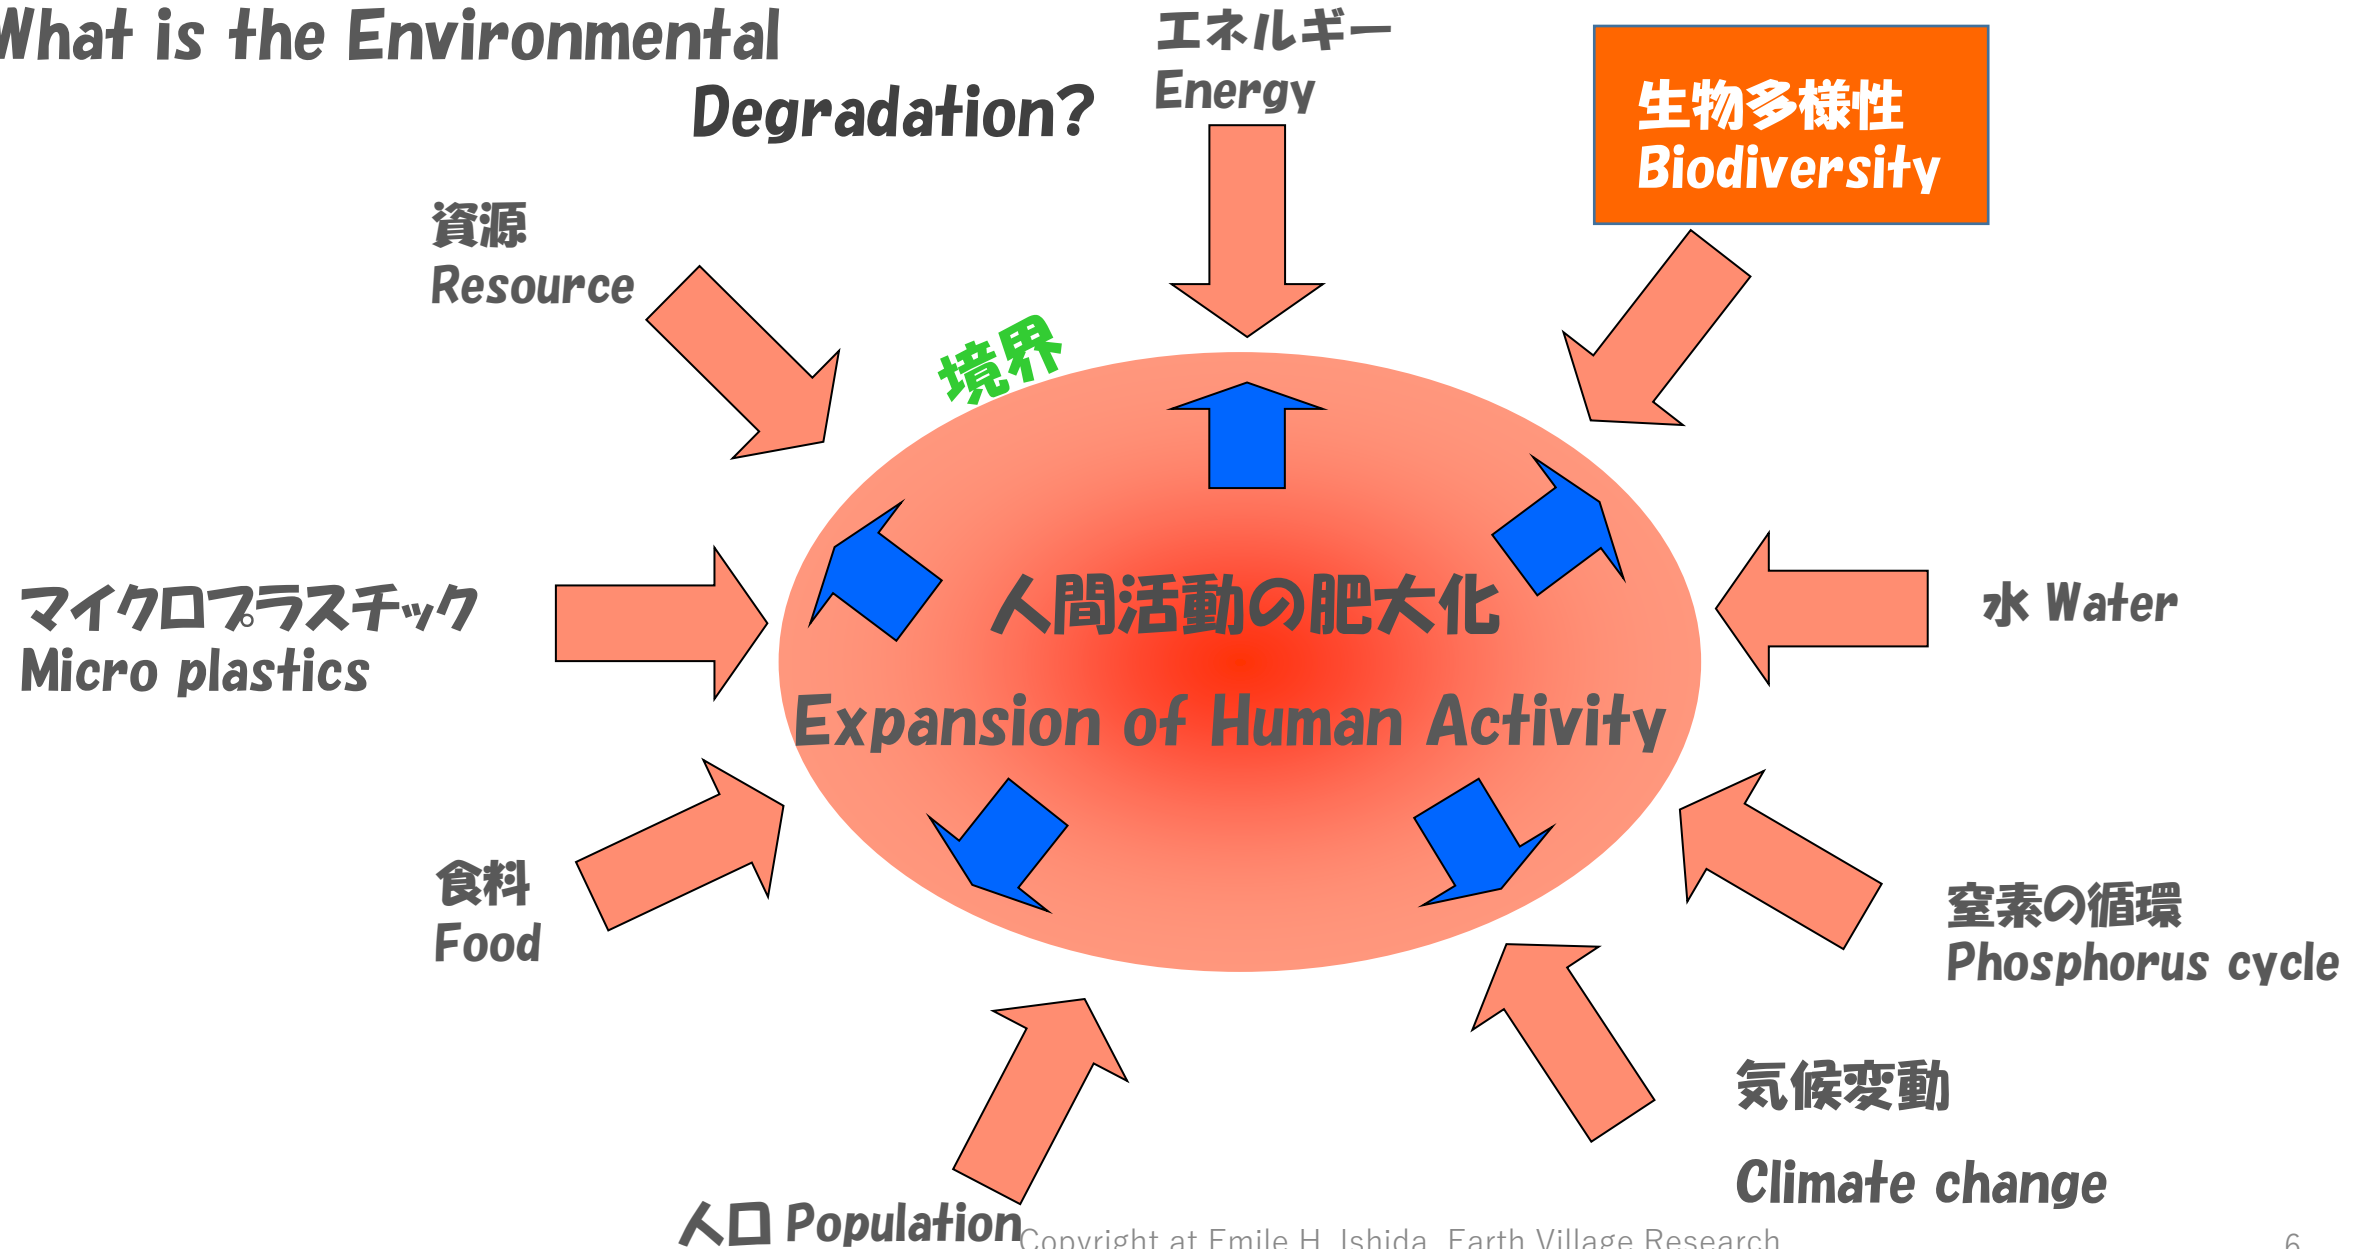 What is the Environmental
Degradation?
エネルギー
Energy
生物多様性
Biodiversity
資源
Resource
境界
マイクロプラスチック
Micro plastics
人間活動の肥大化
Expansion of Human Activity
水 Water
食料
Food
窒素の循環
Phosphorus cycle
気候変動
Climate change
人口 Population
Copyright at Emile H. Ishida, Earth Village Research
6